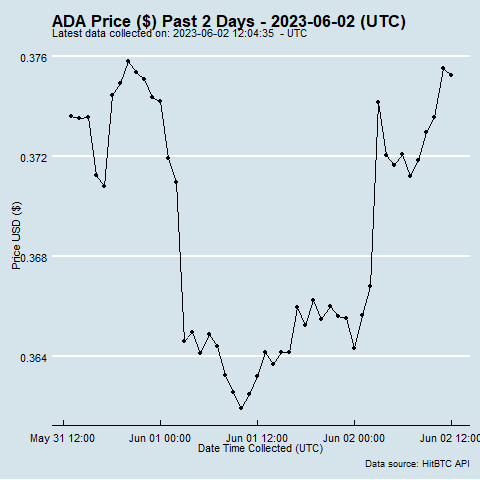 ADA Price ($) Past 2 Days - 2023-06-02 (UTC)
Latest data collected on: 2023-06-02 12:04:35 - UTC
0.376
0.372
0.368
0.364
Price USD ($)
May 31 12:00
Jun 01 00:00
Jun 01 12:00
Jun 02 00:00
Jun 02 12:00
Date Time Collected (UTC)
Data source: HitBTC API